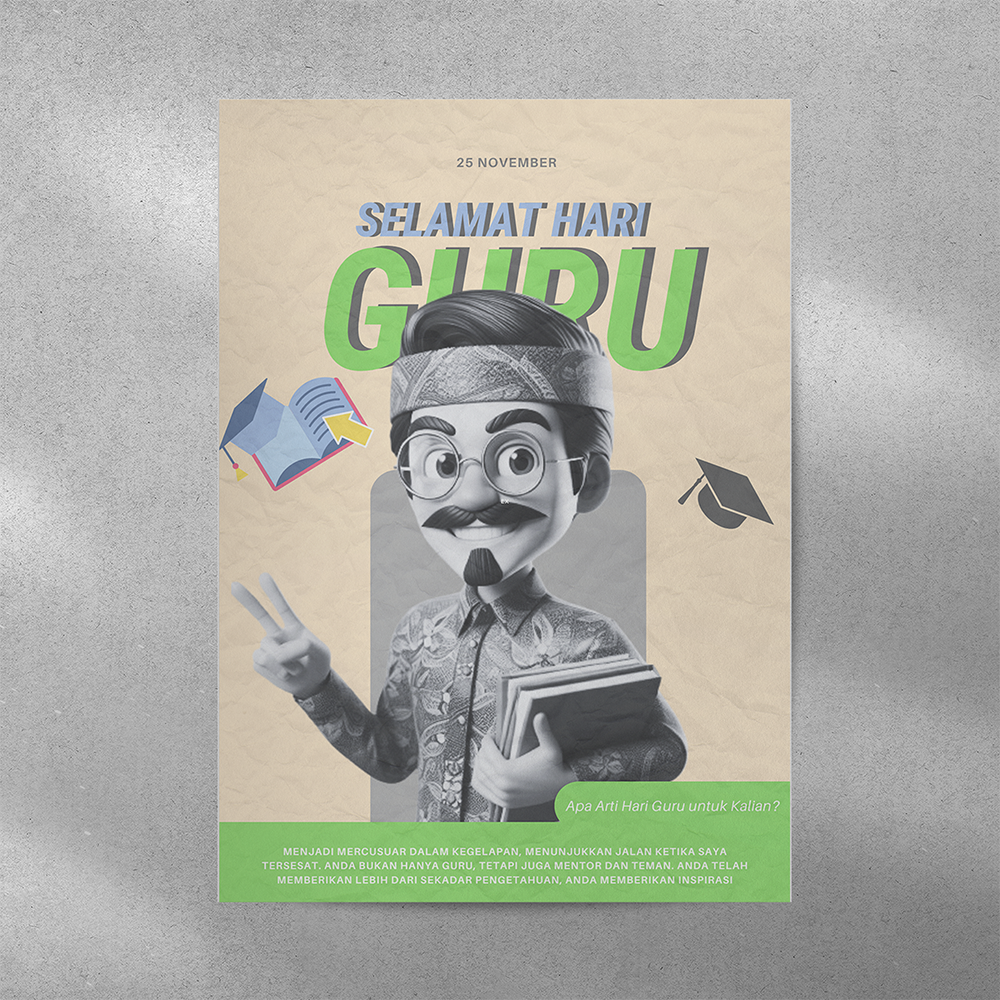 25 NOVEMBER
SELAMAT HARI
GURU
Apa Arti Hari Guru untuk Kalian?
MENJADI MERCUSUAR DALAM KEGELAPAN, MENUNJUKKAN JALAN KETIKA SAYA
TERSESAT. ANDA BUKAN HANYA GURU, TETAPI JUGA MENTOR DAN TEMAN. ANDA TELAH
MEMBERIKAN LEBIH DARI SEKADAR PENGETAHUAN, ANDA MEMBERIKAN INSPIRASI